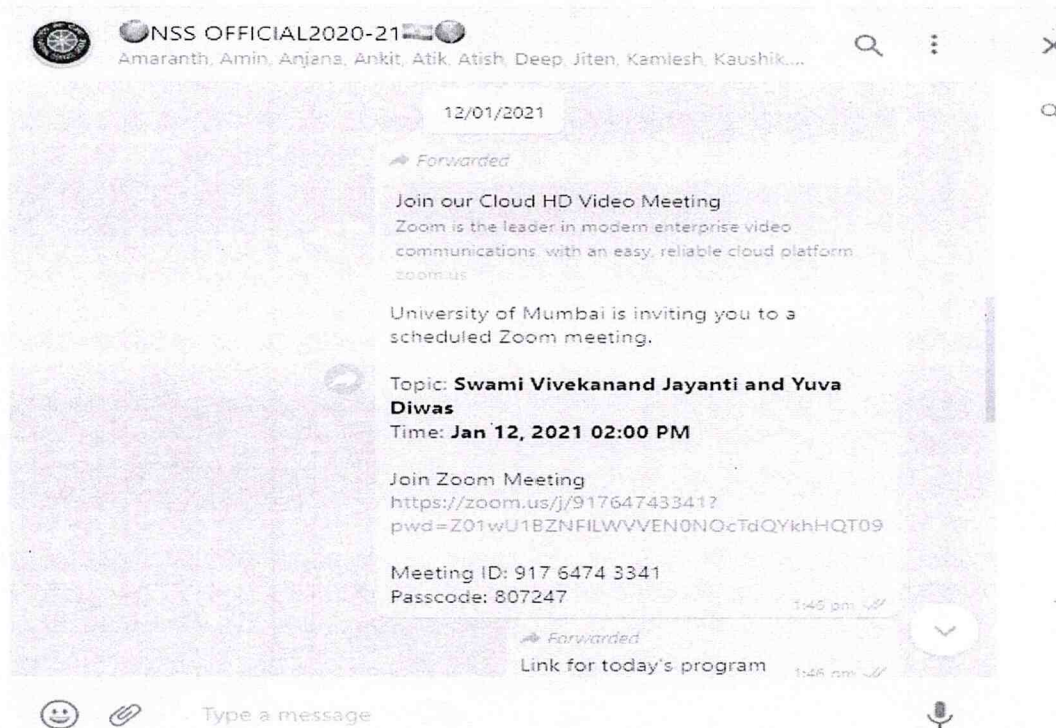 NSS OFFICIAL2020-21
Amaranth, Amin, Anjana, Ankit, Atik, Atish, Deep, Jiten, Kamlesh, Kaushik....
12/01/2021
Forwarded
Join our Cloud HD Video Meeting
Zoom is the leader in modern enterprise video
communications, with an easy, reliable cloud platform
zoom.us
University of Mumbai is inviting you to a
scheduled Zoom meeting.
Topic: Swami Vivekanand Jayanti and Yuva
Diwas
Time: Jan 12, 2021 02:00 PM
Join Zoom Meeting
https://zoom.us/j/91764743341?
pwd=Z01wU1BZNFlLWVVEN0NOcTdQYkhHQT09
Meeting ID: 917 6474 3341
Passcode: 807247
1:46 pm
Forwarded
Link for today's program
1:46 pm
Type a message